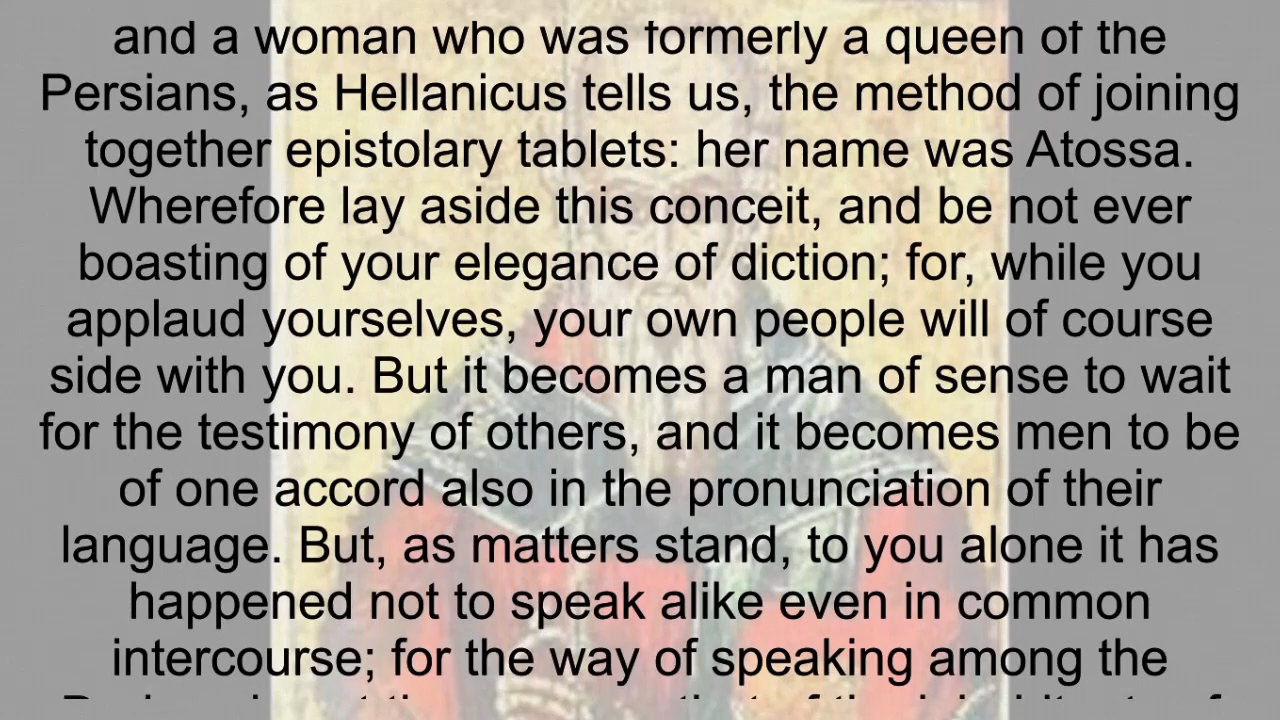 and a woman who was formerly a queen of the
Persians, as Hellanicus tells us, the method of joining
together epistolary tablets: her name was Atossa.
Wherefore lay aside this conceit, and be not ever
boasting of your elegance of diction; for, while you
applaud yourselves, your own people will of course
side with you. But it becomes a man of sense to wait
for the testimony of others, and it becomes men to be
of one accord also in the pronunciation of their
language. But, as matters stand, to you alone it has
happened not to speak alike even in common
intercourse; for the way of speaking among the